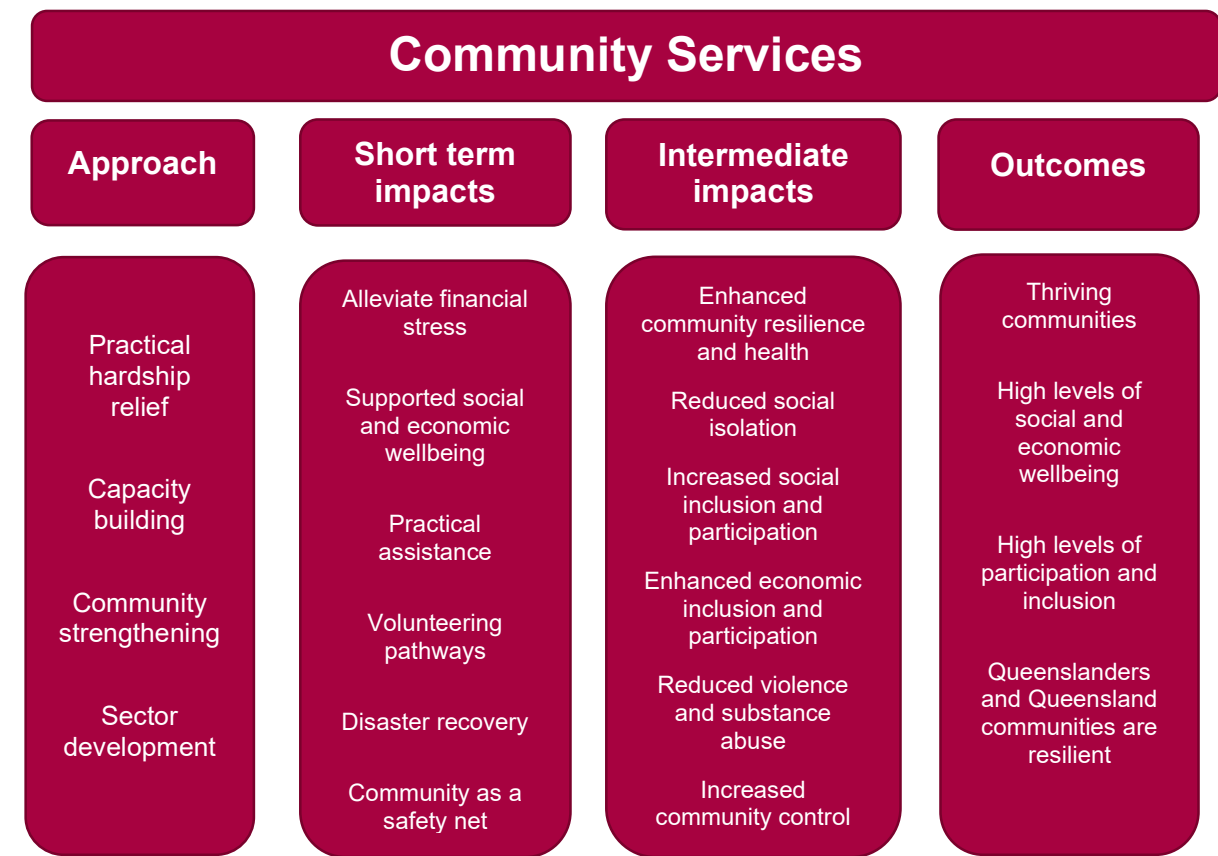 Community Services
Approach
Short term
impacts
Intermediate
impacts
Outcomes
Practical
hardship
relief
Capacity
building
Community
strengthening
Sector
development
Alleviate financial
stress
Supported social
and economic
wellbeing
Practical
assistance
Volunteering
pathways
Disaster recovery
Community as a
safety net
Enhanced
community resilience
and health
Reduced social
isolation
Increased social
inclusion and
participation
Enhanced economic
inclusion and
participation
Reduced violence
and substance
abuse
Increased
community control
Thriving
communities
High levels of
social and
economic
wellbeing
High levels of
participation and
inclusion
Queenslanders
and Queensland
communities are
resilient